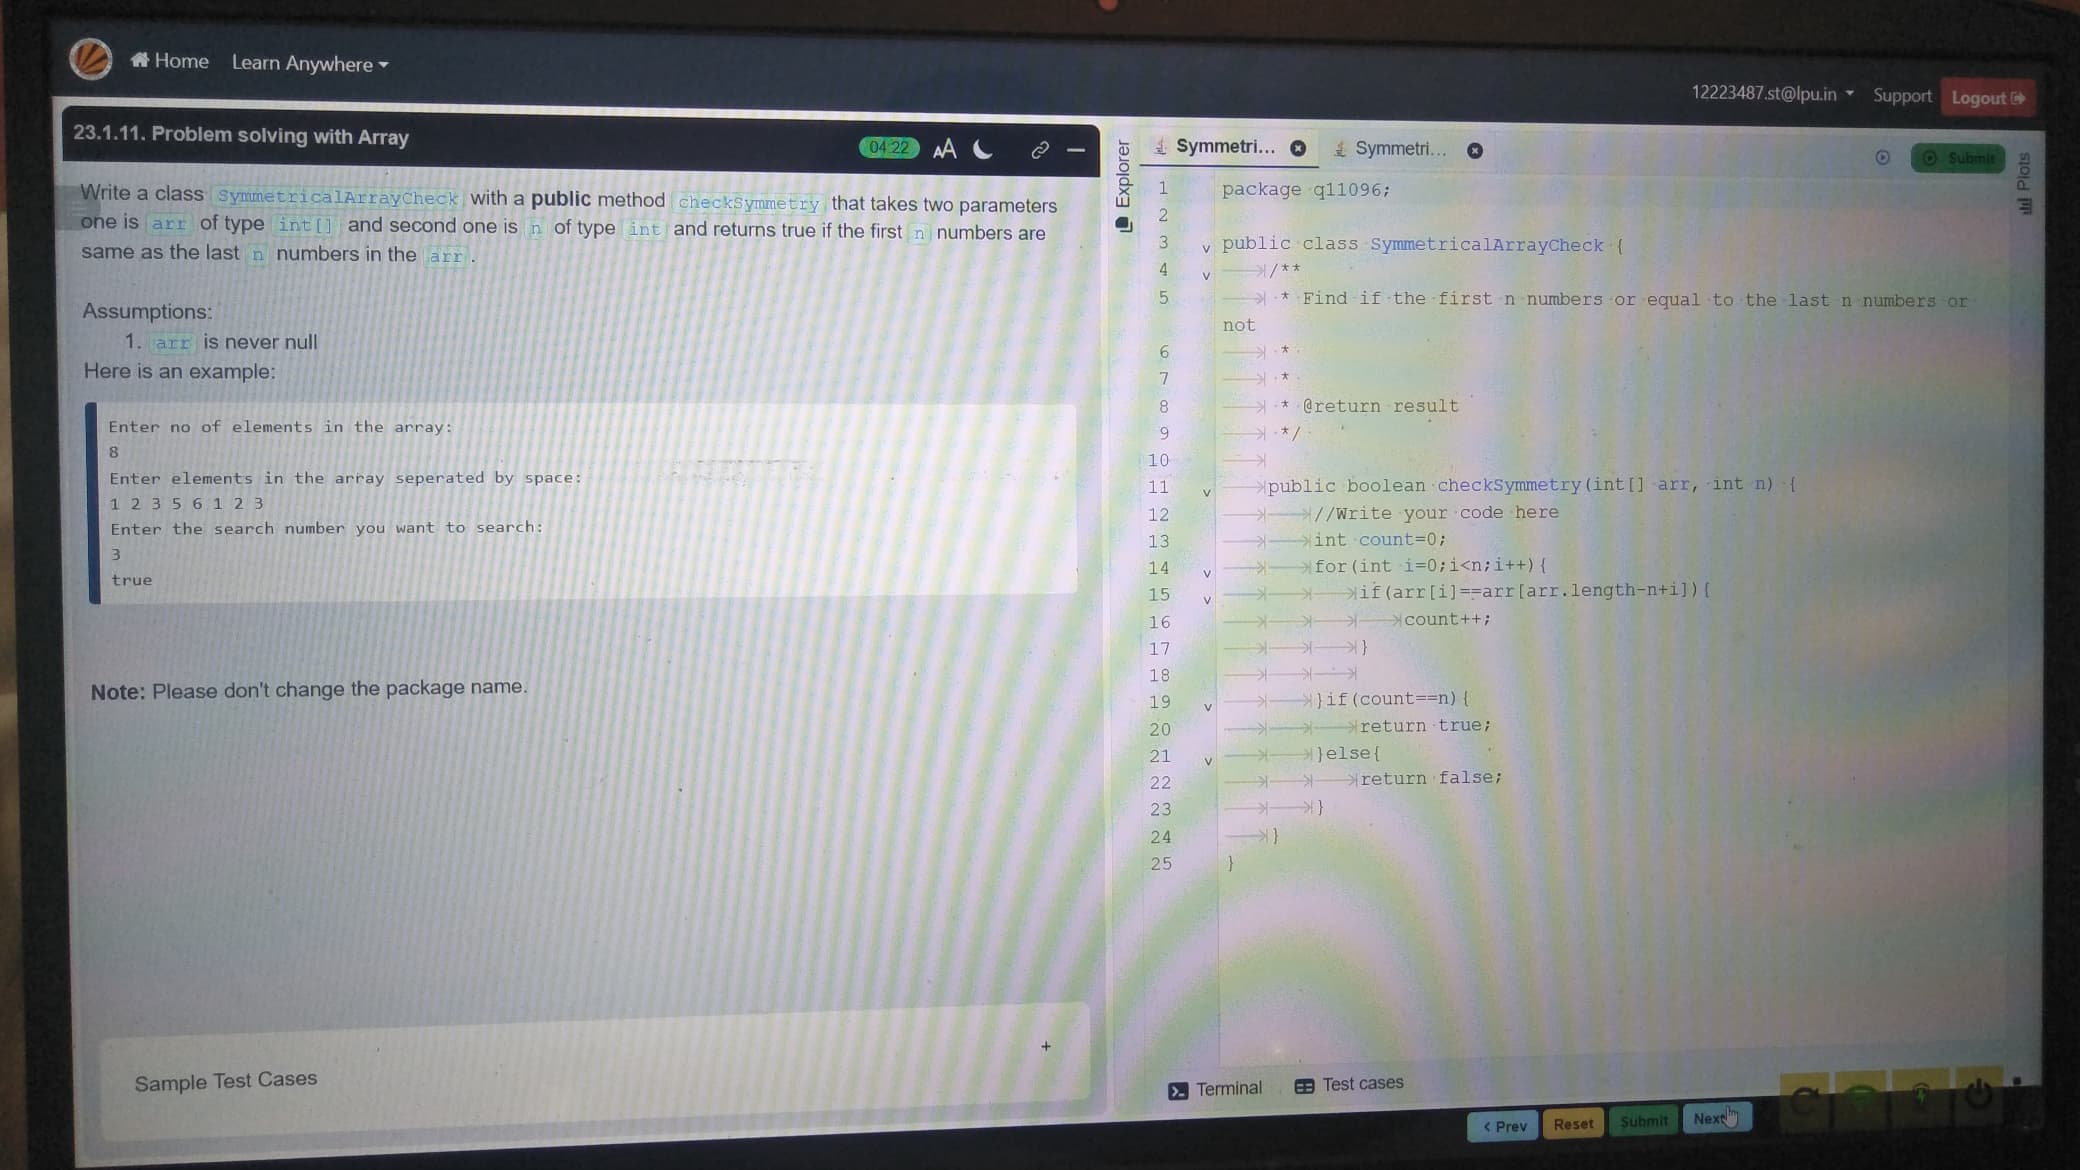 Home Learn Anywhere
12223487.st@lpu.in Support Logout
23.1.11. Problem solving with Array
04:22 AA
Write a class SymmetricalArrayCheck with a public method checkSymmetry that takes two parameters
one is arr of type int[] and second one is n of type int and returns true if the first n numbers are
same as the last n numbers in the arr.
Assumptions:
1. arr is never null
Here is an example:
Enter no of elements in the array:
8
Enter elements in the array seperated by space:
1 2 3 5 6 1 2 3
Enter the search number you want to search:
3
true
Note: Please don't change the package name.
Sample Test Cases
+
Explorer
Symmetri... Symmetri... Submit
Plots
1 package q11096;
2
3 public class SymmetricalArrayCheck {
4 /**
5 * Find if the first n numbers or equal to the last n numbers or
not
6 *
7 *
8 * @return result
9 */
10
11 public boolean checkSymmetry(int[] arr, int n) {
12 //Write your code here
13 int count=0;
14 for(int i=0;i<n;i++){
15 if(arr[i]==arr[arr.length-n+i]){
16 count++;
17 }
18
19 }if(count==n){
20 return true;
21 }else{
22 return false;
23 }
24 }
25 }
Terminal Test cases
< Prev Reset Submit Next